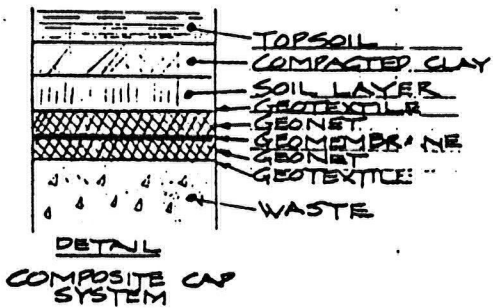 TOPSOIL
COMPACTED CLAY
SOIL LAYER
GEOTEXTILE
GEONET
GEOMEMBRANE
GEONET
GEOTEXTILE
WASTE
DETAIL
COMPOSITE CAP
SYSTEM